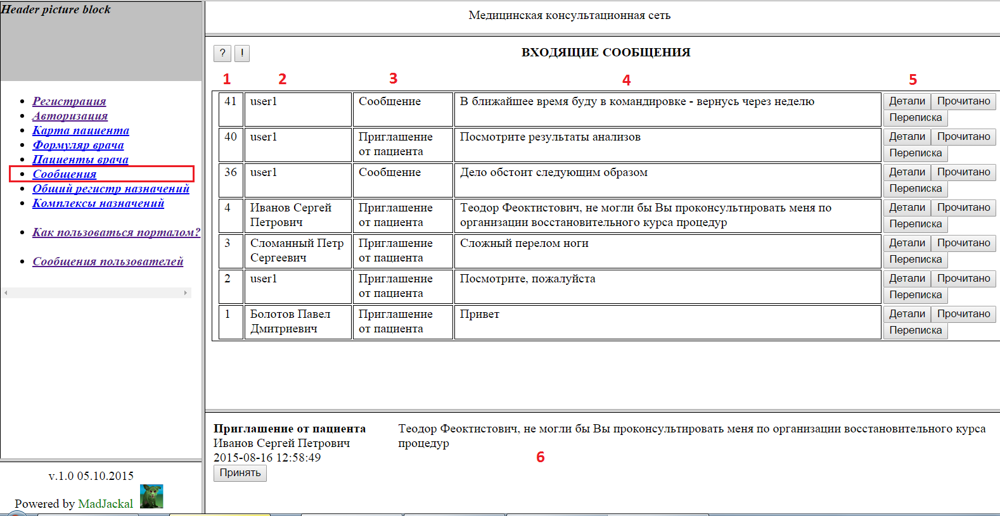 Header picture block
Регистрация
Авторизация
Карта пациента
Формуляр врача
Пациенты врача
Сообщения
Общий регистр назначений
Комплексы назначений
Как пользоваться порталом?
Сообщения пользователей
v.1.0 05.10.2015
Powered by MadJackal
Медицинская консультационная сеть
? !
ВХОДЯЩИЕ СООБЩЕНИЯ
1 2 3 4 5
41 user1 Сообщение В ближайшее время буду в командировке - вернусь через неделю Детали Прочитано
Переписка
40 user1 Приглашение Посмотрите результаты анализов Детали Прочитано
от пациента Переписка
36 user1 Сообщение Дело обстоит следующим образом Детали Прочитано
Переписка
4 Иванов Сергей Приглашение Теодор Феоктистович, не могли бы Вы проконсультировать меня по Детали Прочитано
Петрович от пациента организации восстановительного курса процедур Переписка
3 Сломанный Петр Приглашение Сложный перелом ноги Детали Прочитано
Сергеевич от пациента Переписка
2 user1 Приглашение Посмотрите, пожалуйста Детали Прочитано
от пациента Переписка
1 Болотов Павел Приглашение Привет Детали Прочитано
Дмитриевич от пациента Переписка
Приглашение от пациента Теодор Феоктистович, не могли бы Вы проконсультировать меня по организации восстановительного курса
Иванов Сергей Петрович процедур
2015-08-16 12:58:49 6
Принять